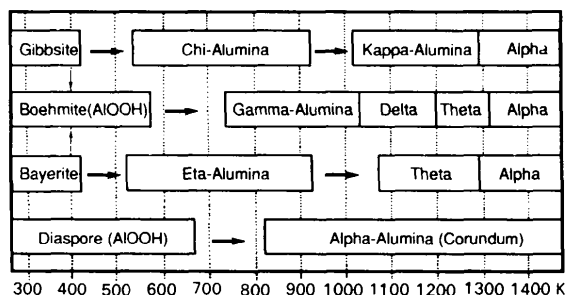 Gibbsite Chi-Alumina Kappa-Alumina Alpha
Boehmite(AlOOH) Gamma-Alumina Delta Theta Alpha
Bayerite Eta-Alumina Theta Alpha
Diaspore (AlOOH) Alpha-Alumina (Corundum)
300 400 500 600 700 800 900 1000 1100 1200 1300 1400 K